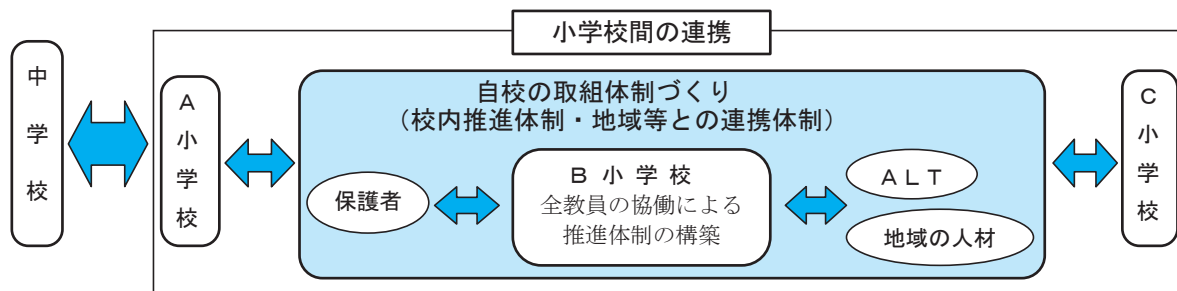 小学校間の連携
中学校
A小学校
自校の取組体制づくり
（校内推進体制・地域等との連携体制）
保護者
B小学校
全教員の協働による
推進体制の構築
ALT
地域の人材
C小学校